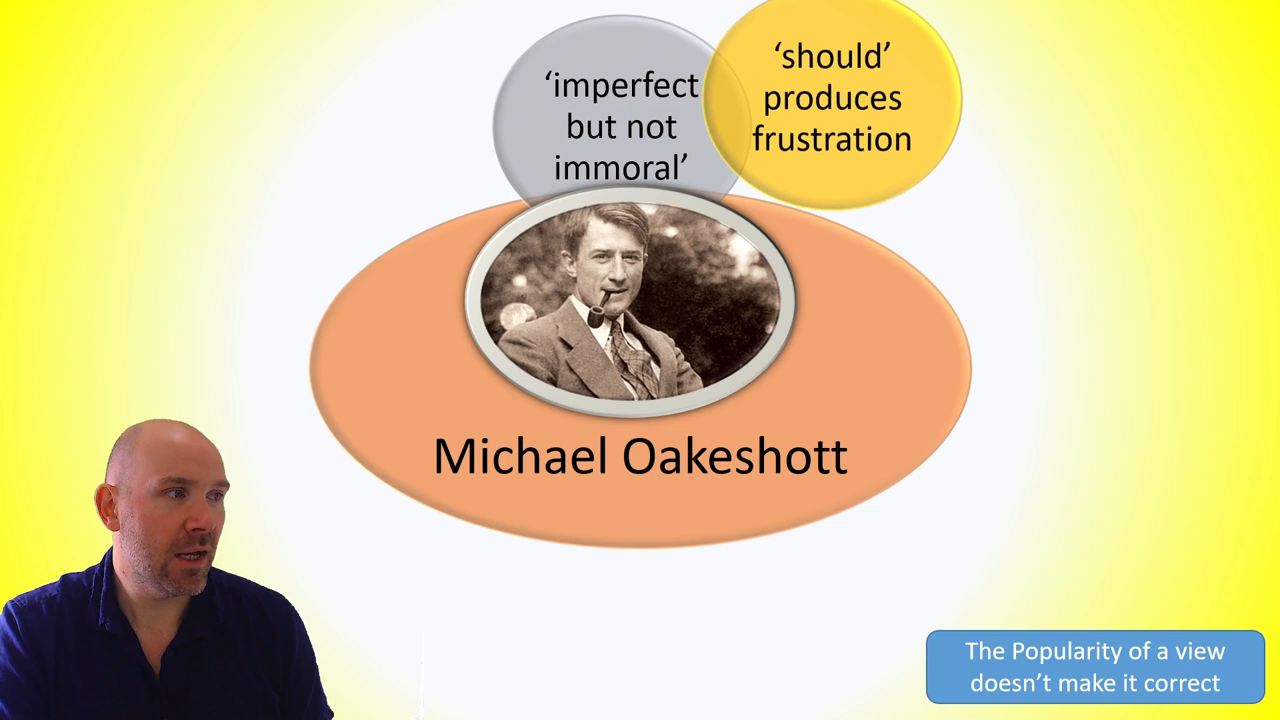 ‘imperfect
but not
immoral’
‘should’
produces
frustration
Michael Oakeshott
The Popularity of a view
doesn’t make it correct